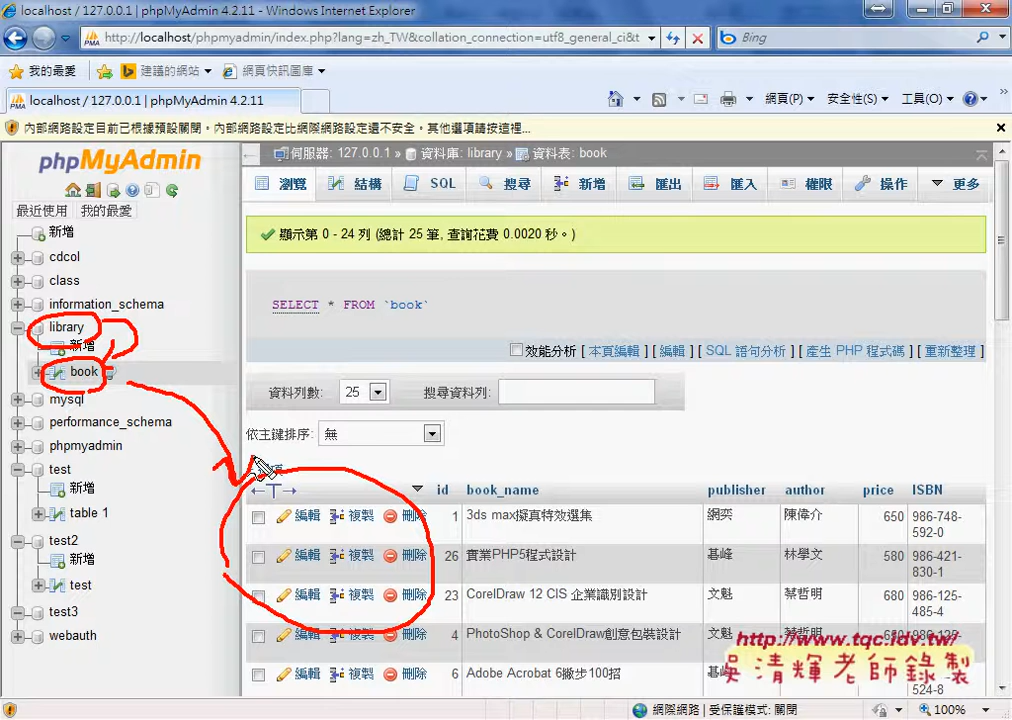 localhost / 127.0.0.1 | phpMyAdmin 4.2.11 - Windows Internet Explorer
http://localhost/phpmyadmin/index.php?lang=zh_TW&collation_connection=utf8_general_ci&t
Bing
我的最愛
建議的網站
網頁快訊圖庫
localhost / 127.0.0.1 | phpMyAdmin 4.2.11
網頁(P)
安全性(S)
工具(O)
內部網路設定目前已根據預設關閉，內部網路設定比網際網路設定還不安全，其他選項請按這裡...
phpMyAdmin
最近使用 我的最愛
新增
cdcol
class
information_schema
library
新增
book
mysql
performance_schema
phpmyadmin
test
新增
table 1
test2
新增
test
test3
webauth
伺服器: 127.0.0.1 » 資料庫: library » 資料表: book
瀏覽 結構 SQL 搜尋 新增 匯出 匯入 權限 操作 更多
顯示第 0 - 24 列 (總計 25 筆, 查詢花費 0.0020 秒。)
SELECT * FROM `book`
效能分析 [ 本頁編輯 ] [ 編輯 ] [ SQL 語句分析 ] [ 產生 PHP 程式碼 ] [ 重新整理 ]
資料列數: 25 搜尋資料列:
依主鍵排序: 無
←T→ id book_name publisher author price ISBN
編輯 複製 刪除 1 3ds max擬真特效選集 網奕 陳偉介 650 986-748-
592-0
編輯 複製 刪除 26 實業PHP5程式設計 碁峰 林學文 580 986-421-
830-1
編輯 複製 刪除 23 CorelDraw 12 CIS 企業識別設計 文魁 蔡哲明 680 986-125-
485-4
編輯 複製 刪除 4 PhotoShop & CorelDraw創意包裝設計 文魁 蔡哲明
http://www.tqc.idv.tw/
編輯 複製 刪除 6 Adobe Acrobat 6撇步100招
吳清輝老師錄製
524-8
網際網路 | 受保護模式: 關閉
100%